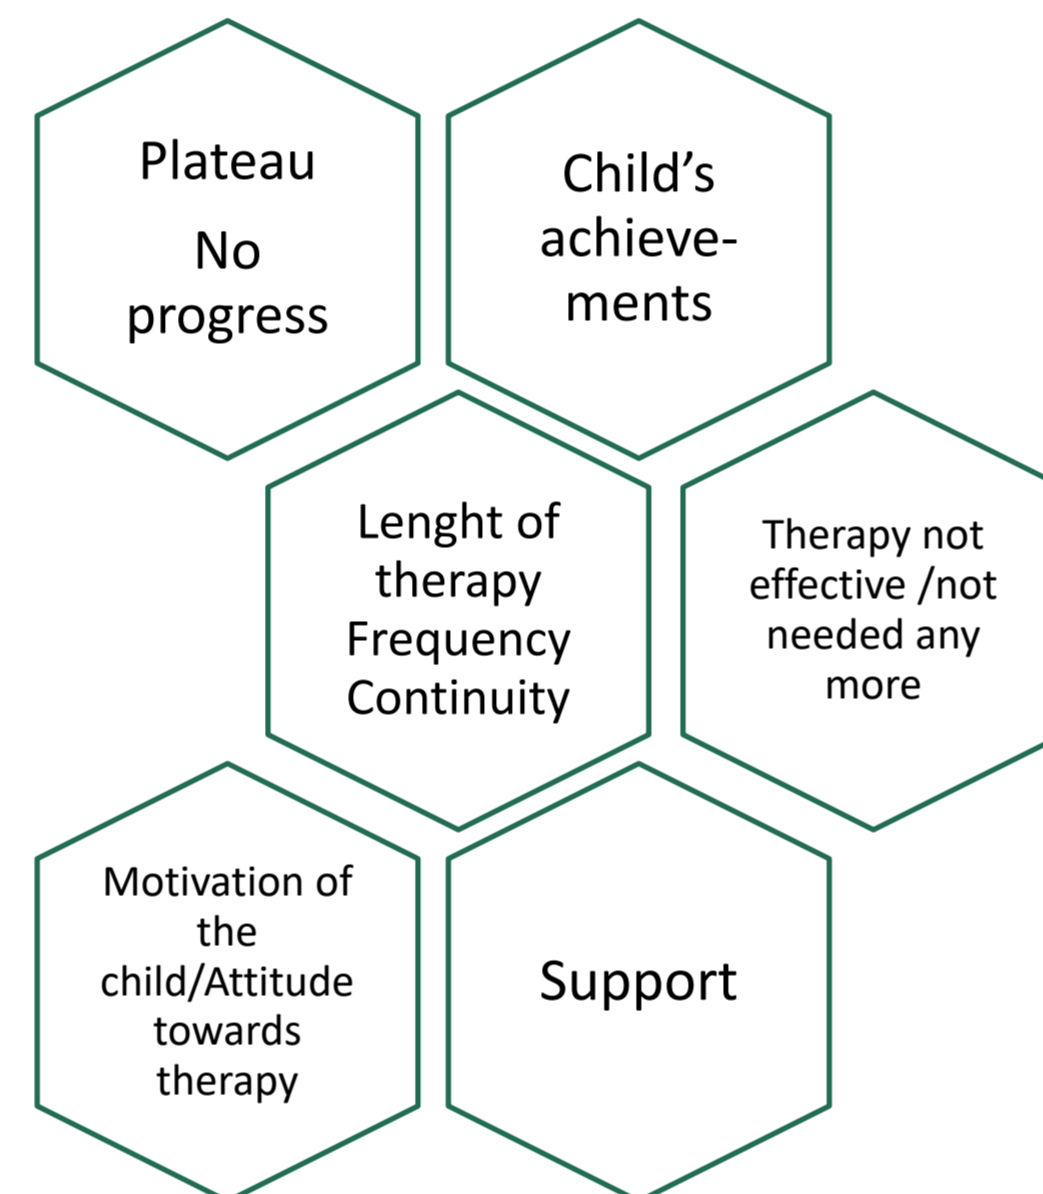 Plateau
No
progress
Child’s
achieve-
ments
Lenght of
therapy
Frequency
Continuity
Therapy not
effective /not
needed any
more
Motivation of
the
child/Attitude
towards
therapy
Support